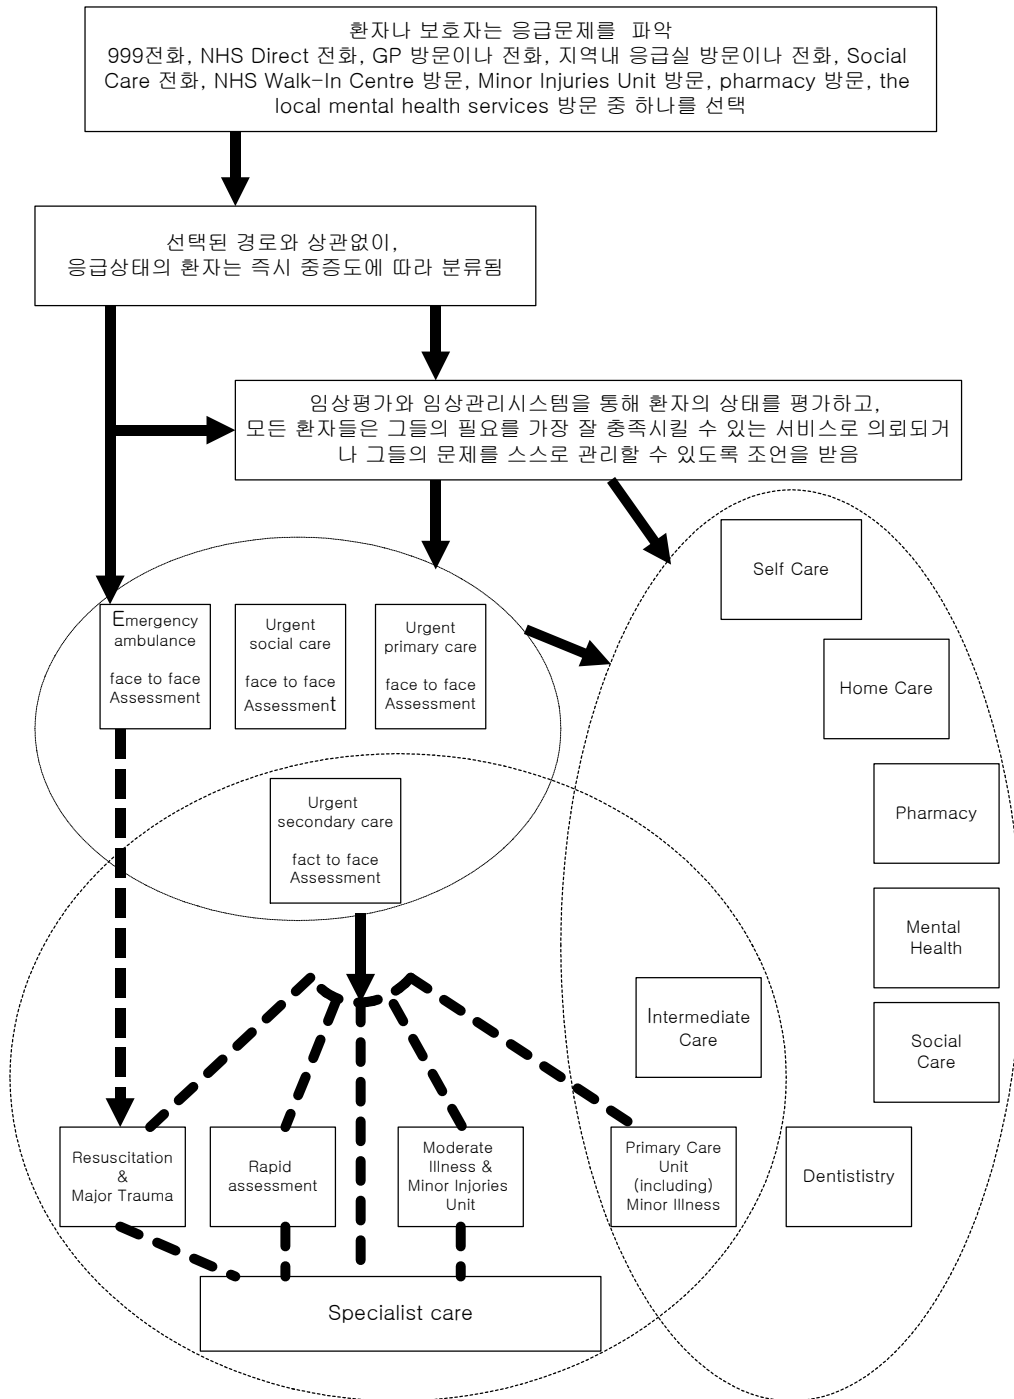 환자나 보호자는 응급문제를  파악
999전화, NHS Direct 전화, GP 방문이나 전화, 지역내 응급실 방문이나 전화, Social
Care 전화, NHS Walk-In Centre 방문, Minor Injuries Unit 방문, pharmacy 방문, the
local mental health services 방문 중 하나를 선택
선택된 경로와 상관없이,
응급상태의 환자는 즉시 중증도에 따라 분류됨
임상평가와 임상관리시스템을 통해 환자의 상태를 평가하고,
모든 환자들은 그들의 필요를 가장 잘 충족시킬 수 있는 서비스로 의뢰되거
나 그들의 문제를 스스로 관리할 수 있도록 조언을 받음
Self Care
Emergency
ambulance
face to face
Assessment
Urgent
social care
face to face
Assessment
Urgent
primary care
face to face
Assessment
Home Care
Urgent
secondary care
fact to face
Assessment
Pharmacy
Mental
Health
Intermediate
Care
Social
Care
Resuscitation
&
Major Trauma
Rapid
assessment
Moderate
Illness &
Minor Injories
Unit
Primary Care
Unit
(including)
Minor Illness
Dentististry
Specialist care